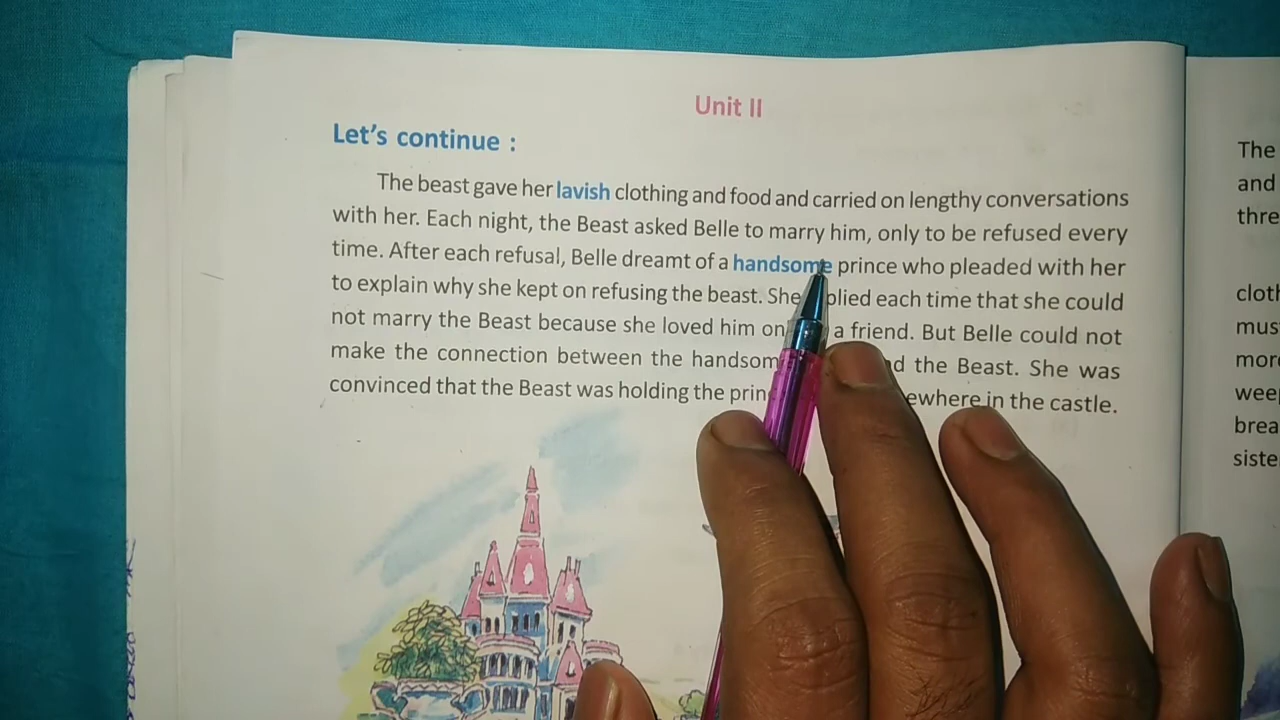 Unit II
Let's continue :
The beast gave her lavish clothing and food and carried on lengthy conversations
with her. Each night, the Beast asked Belle to marry him, only to be refused every
time. After each refusal, Belle dreamt of a handsome prince who pleaded with her
to explain why she kept on refusing the beast. She plied each time that she could
not marry the Beast because she loved him on a friend. But Belle could not
make the connection between the handsom d the Beast. She was
convinced that the Beast was holding the prin ewhere in the castle.
The
and
thre
cloth
mus
more
weep
brea
siste